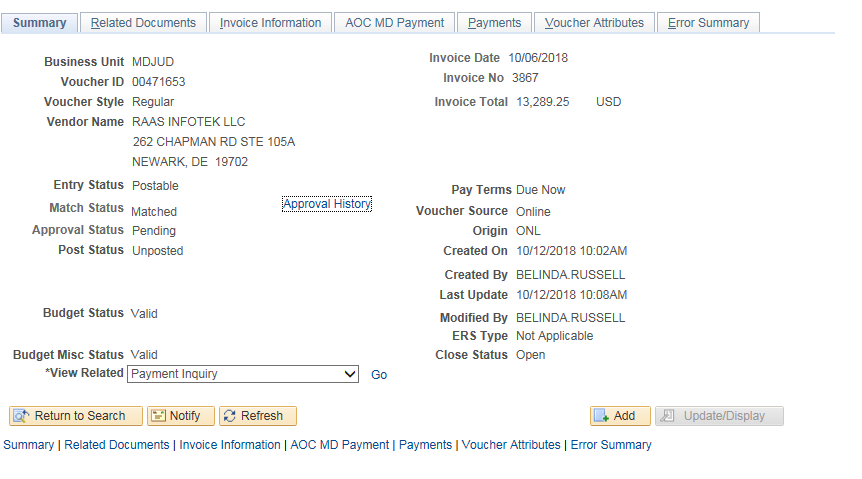 Summary Related Documents Invoice Information AOC MD Payment Payments Voucher Attributes Error Summary
Business Unit MDJUD
Voucher ID 00471653
Voucher Style Regular
Vendor Name RAAS INFOTEK LLC
262 CHAPMAN RD STE 105A
NEWARK, DE 19702
Invoice Date 10/06/2018
Invoice No 3867
Invoice Total 13,289.25 USD
Entry Status Postable
Match Status Matched
Approval Status Pending
Post Status Unposted
Approval History
Budget Status Valid
Budget Misc Status Valid
*View Related Payment Inquiry Go
Pay Terms Due Now
Voucher Source Online
Origin ONL
Created On 10/12/2018 10:02AM
Created By BELINDA.RUSSELL
Last Update 10/12/2018 10:08AM
Modified By BELINDA.RUSSELL
ERS Type Not Applicable
Close Status Open
Return to Search Notify Refresh Add Update/Display
Summary | Related Documents | Invoice Information | AOC MD Payment | Payments | Voucher Attributes | Error Summary